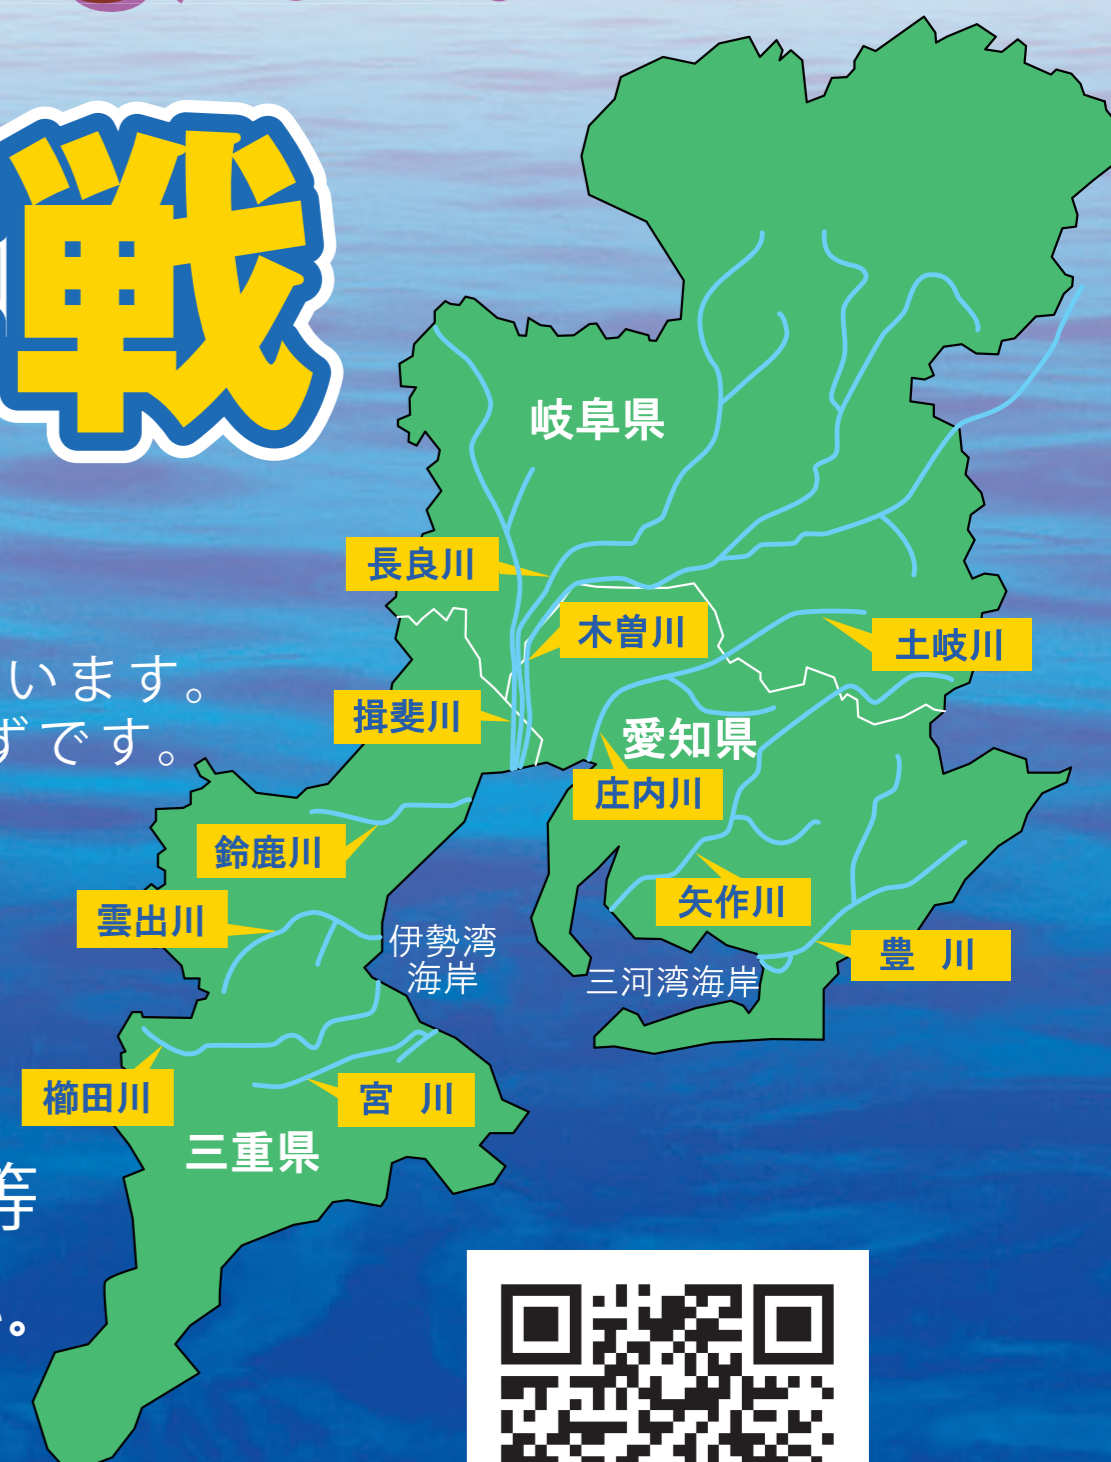 戦
岐阜県
長良川
木曽川
土岐川
います。
ずです。
揖斐川
愛知県
庄内川
鈴鹿川
矢作川
雲出川
伊勢湾
海岸
豊 川
三河湾海岸
櫛田川
宮 川
三重県
等